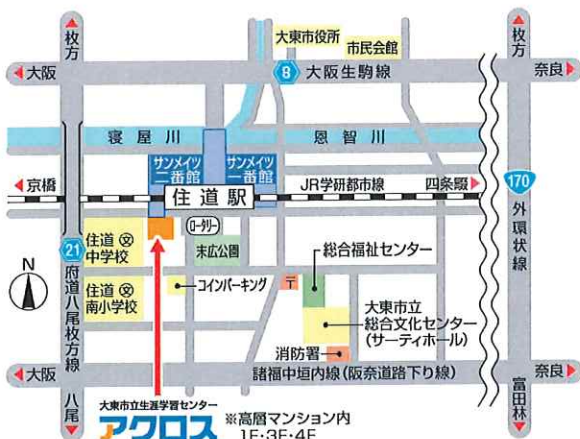 枚方
大阪
8
大阪生駒線
大東市役所
市民会館
枚方
奈良
寝屋川
恩智川
サンメイツ
二番館
サンメイツ
一番館
京橋
住道駅
JR学研都市線
四条畷
170
外環状線
21
府道八尾枚方線
住道 文
中学校
ロータリー
末広公園
総合福祉センター
N
住道 文
南小学校
コインパーキング
〒
大東市立
総合文化センター
(サーティホール)
消防署
大阪
諸福中垣内線(阪奈道路下り線)
奈良
八尾
富田林
大東市立生涯学習センター
アクロス
※高層マンション内
1F・3F・4F